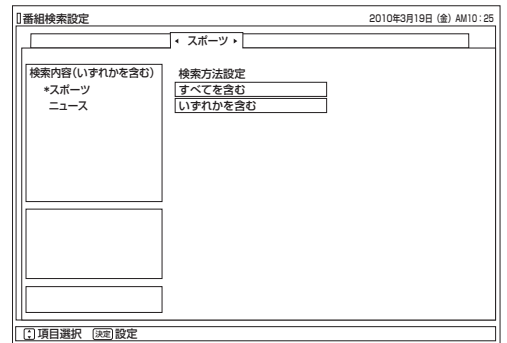 番組検索設定
2010年3月19日（金）AM10：25
スポーツ
検索内容(いずれかを含む)
*スポーツ
ニュース
検索方法設定
すべてを含む
いずれかを含む
項目選択 決定 設定